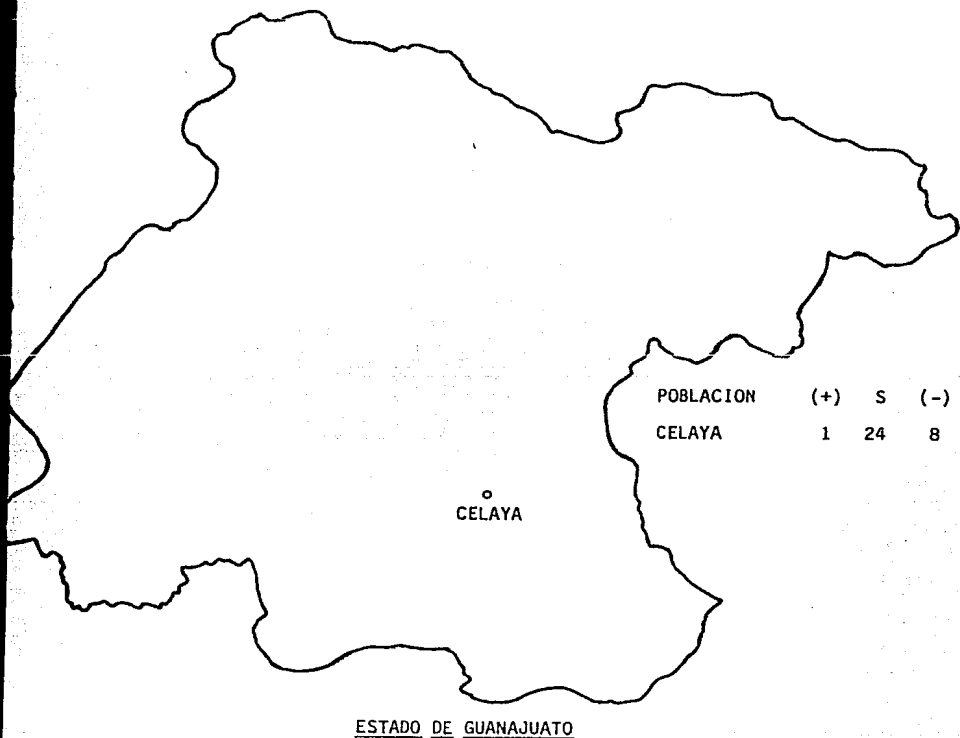 POBLACION (+) S (-)
CELAYA 1 24 8
CELAYA
ESTADO DE GUANAJUATO